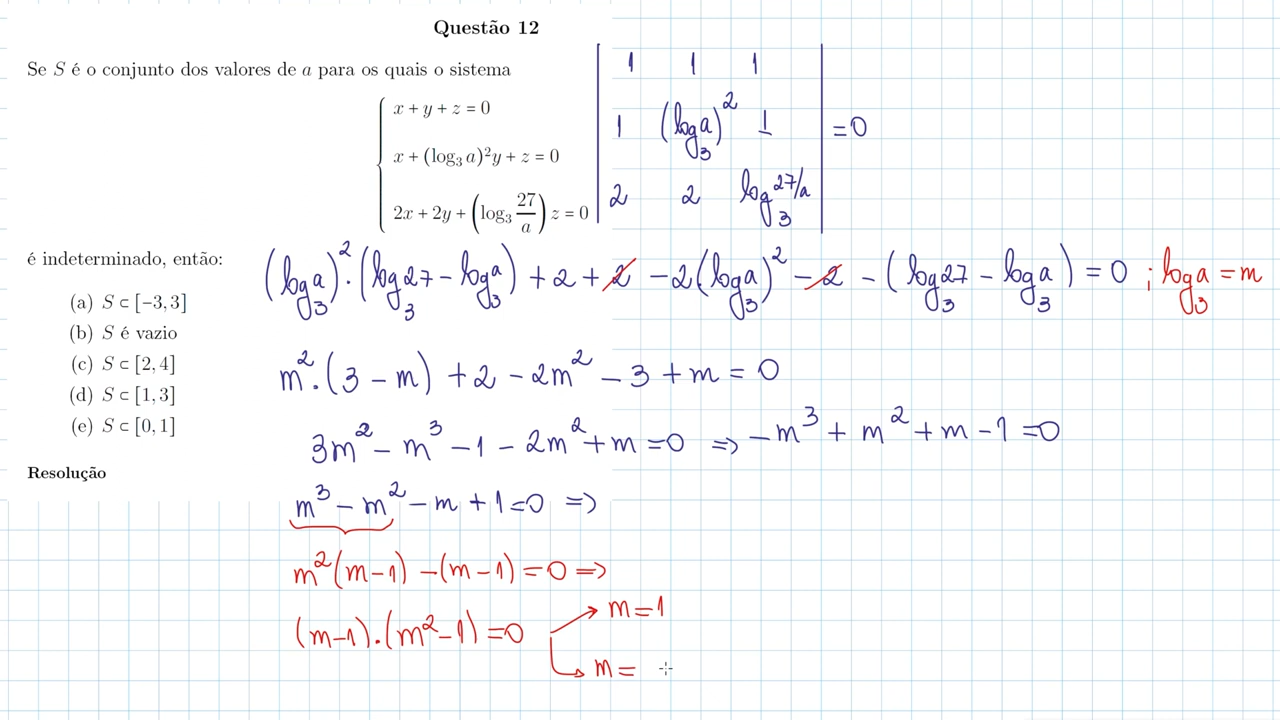 Questão 12
Se S é o conjunto dos valores de a para os quais o sistema
x + y + z = 0
x + (log₃ a)²y + z = 0
2x + 2y + (log₃ 27/a) z = 0
1 1 1
1 (log₃a)² 1 = 0
2 2 log₃27/a
é indeterminado, então:
(a) S ⊂ [−3, 3]
(b) S é vazio
(c) S ⊂ [2, 4]
(d) S ⊂ [1, 3]
(e) S ⊂ [0, 1]
Resolução
(log₃a)² · (log₃27 − log₃a) + 2 + 2 − 2(log₃a)² − 2 − (log₃27 − log₃a) = 0 ; log₃a = m
m² · (3 − m) + 2 − 2m² − 3 + m = 0
3m² − m³ − 1 − 2m² + m = 0 ⇒ −m³ + m² + m − 1 = 0
m³ − m² − m + 1 = 0 ⇒
m²(m−1) −(m−1) = 0 ⇒
(m−1)·(m²−1) = 0
m = 1
m =